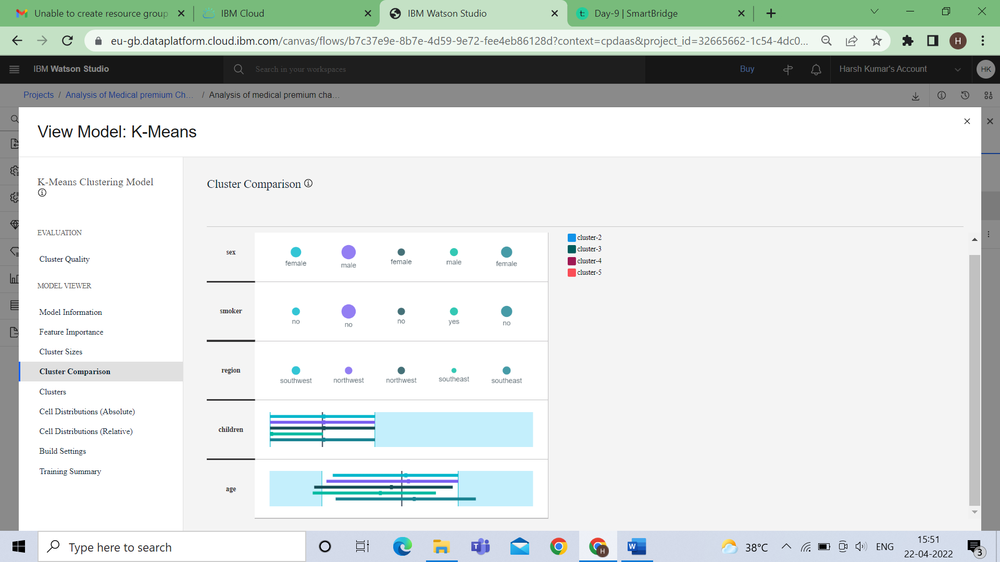 Unable to create resource group
IBM Cloud
IBM Watson Studio
t:
Day-9 | SmartBridge
eu-gb.dataplatform.cloud.ibm.com/canvas/flows/b7c37e9e-8b7e-4d59-9e72-fee4eb86128d?context=cpdaas&project_id=32665662-1c54-4dc0...
H
IBM Watson Studio
Search in your workspaces
Buy
Harsh Kumar's Account
HK
Projects / Analysis of Medical premium Ch... / Analysis of medical premium cha...
View Model: K-Means
K-Means Clustering Model
EVALUATION
Cluster Quality
MODEL VIEWER
Model Information
Feature Importance
Cluster Sizes
Cluster Comparison
Clusters
Cell Distributions (Absolute)
Cell Distributions (Relative)
Build Settings
Training Summary
Cluster Comparison
sex
female
male
female
male
female
smoker
no
no
no
yes
no
region
southwest
northwest
northwest
southeast
southeast
children
age
cluster-2
cluster-3
cluster-4
cluster-5
Type here to search
T
H
W
38°C
ENG
15:51
22-04-2022
3